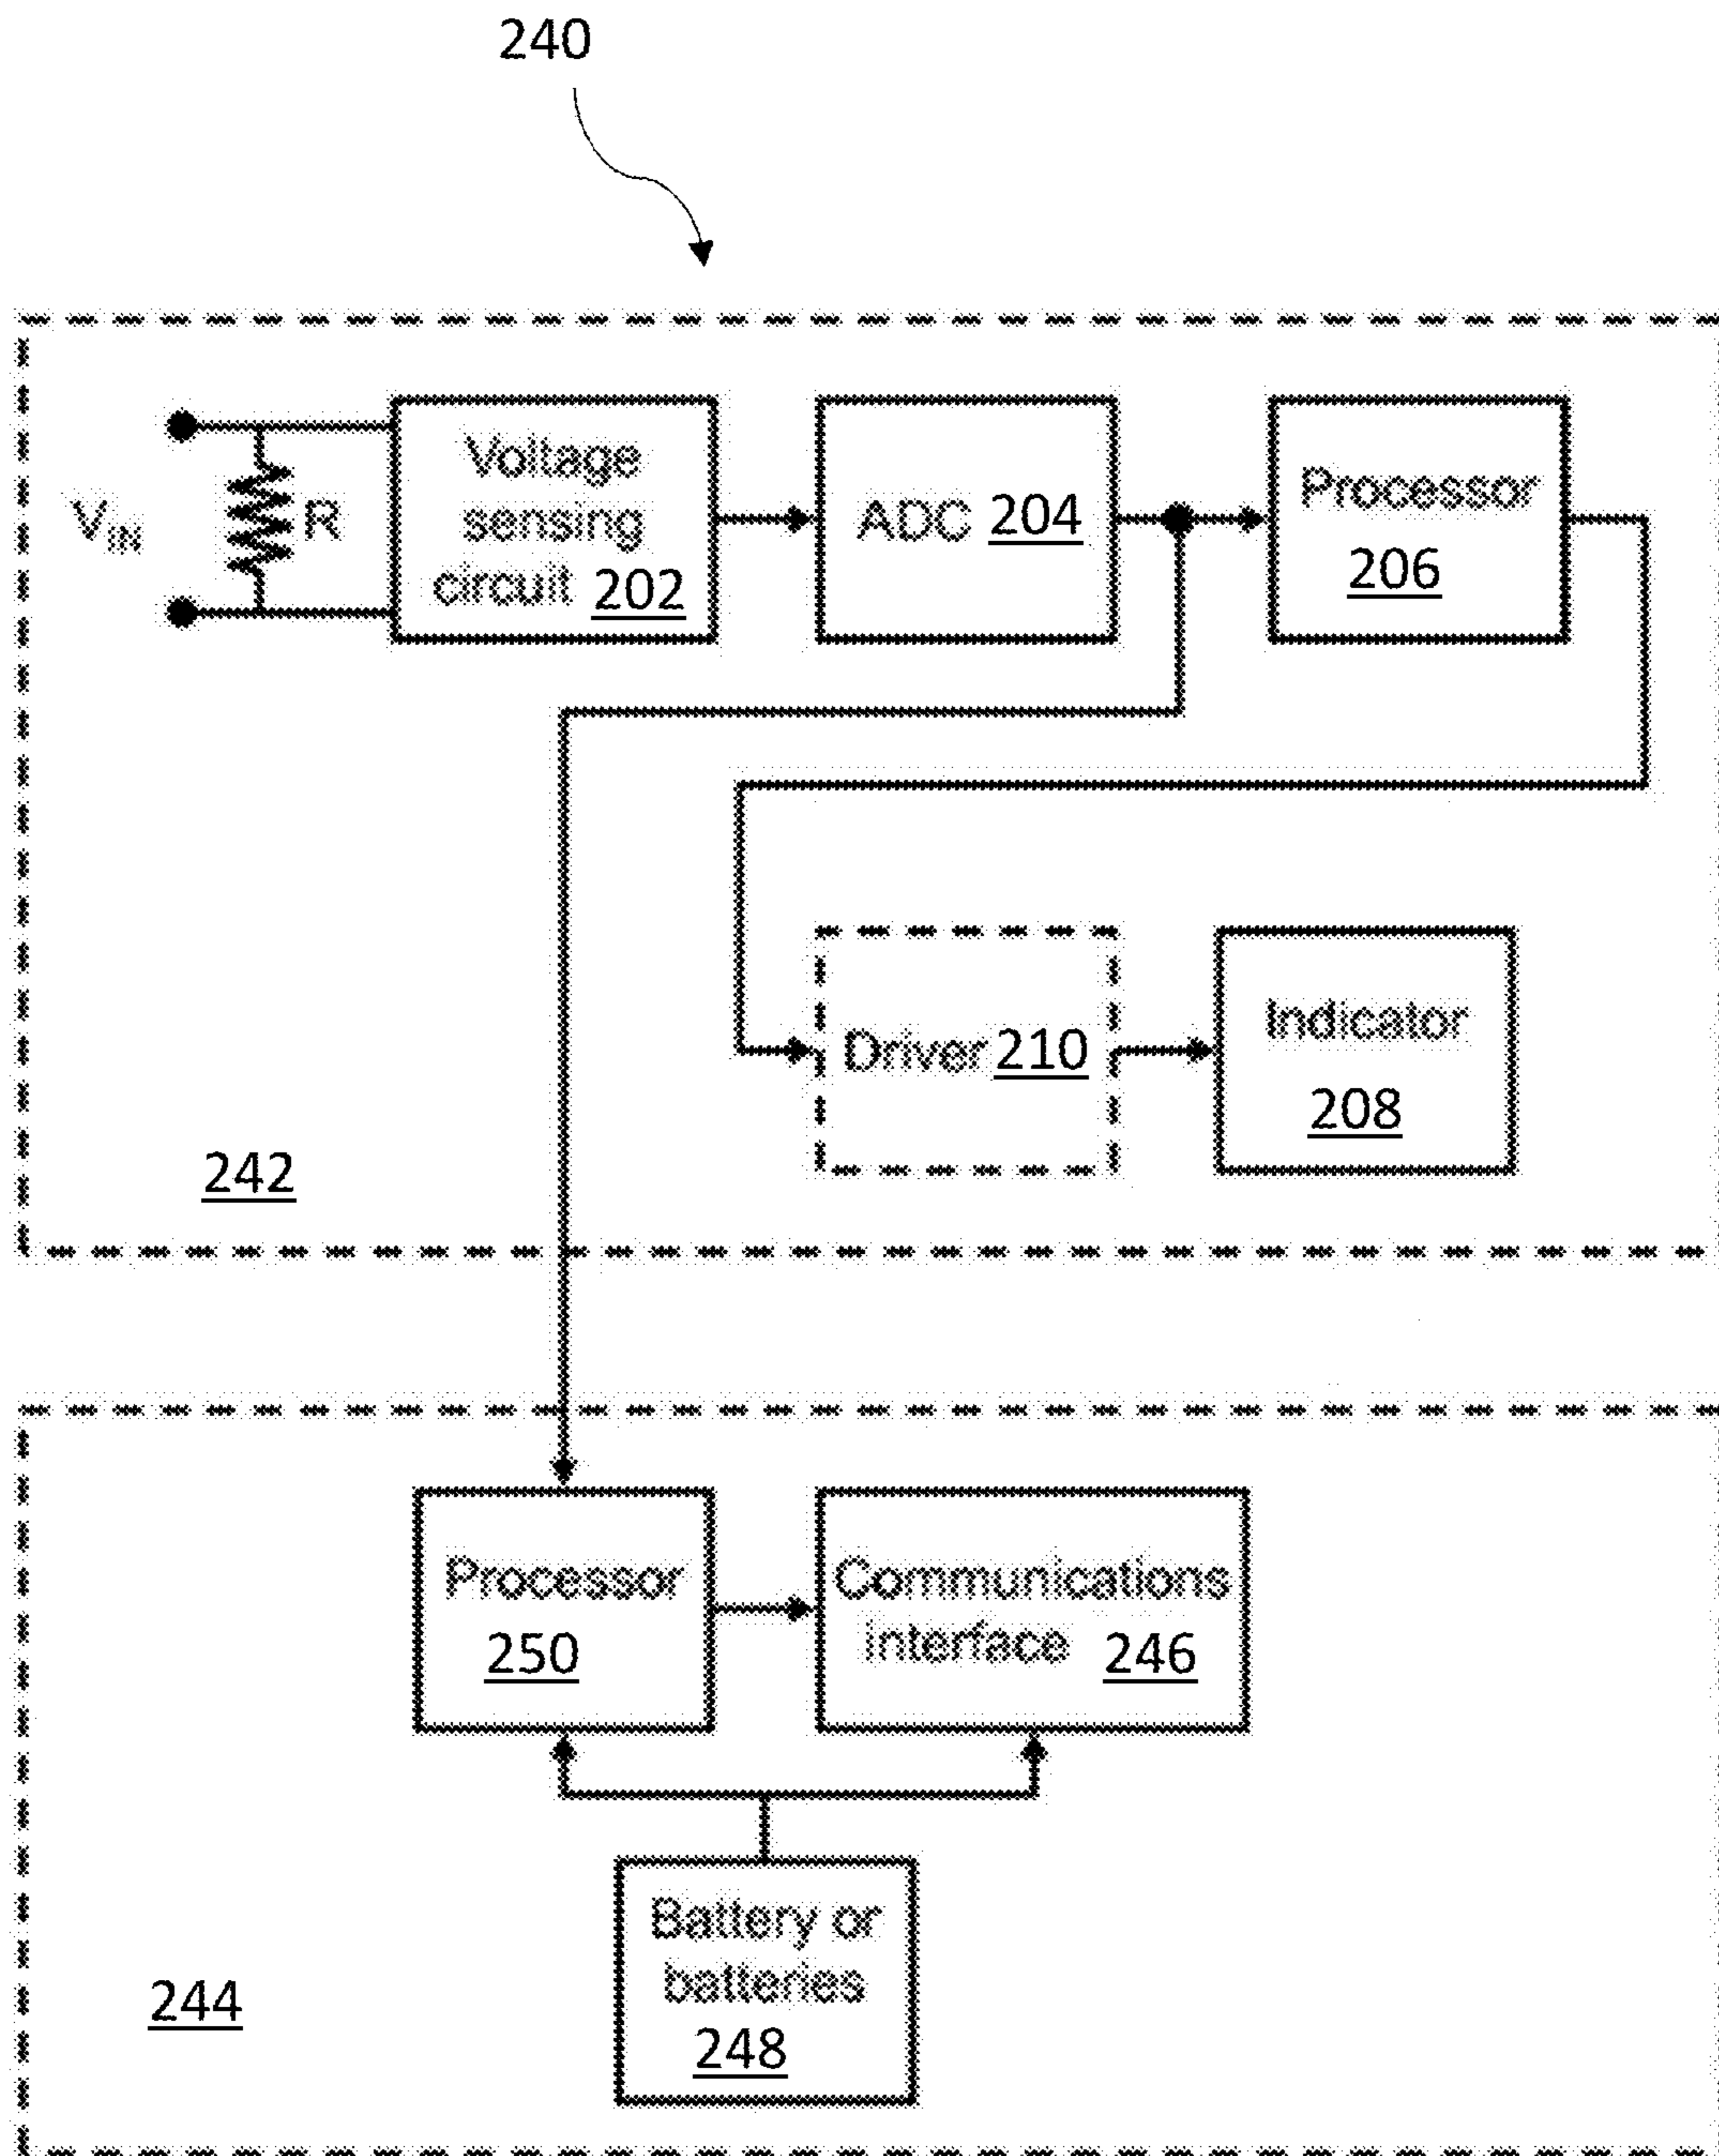 240
Voltage
sensing
circuit 202
ADC 204
Processor
206
VIN
R
Driver 210
Indicator
208
242
Processor
250
Communications
interface 246
Battery or
batteries
248
244